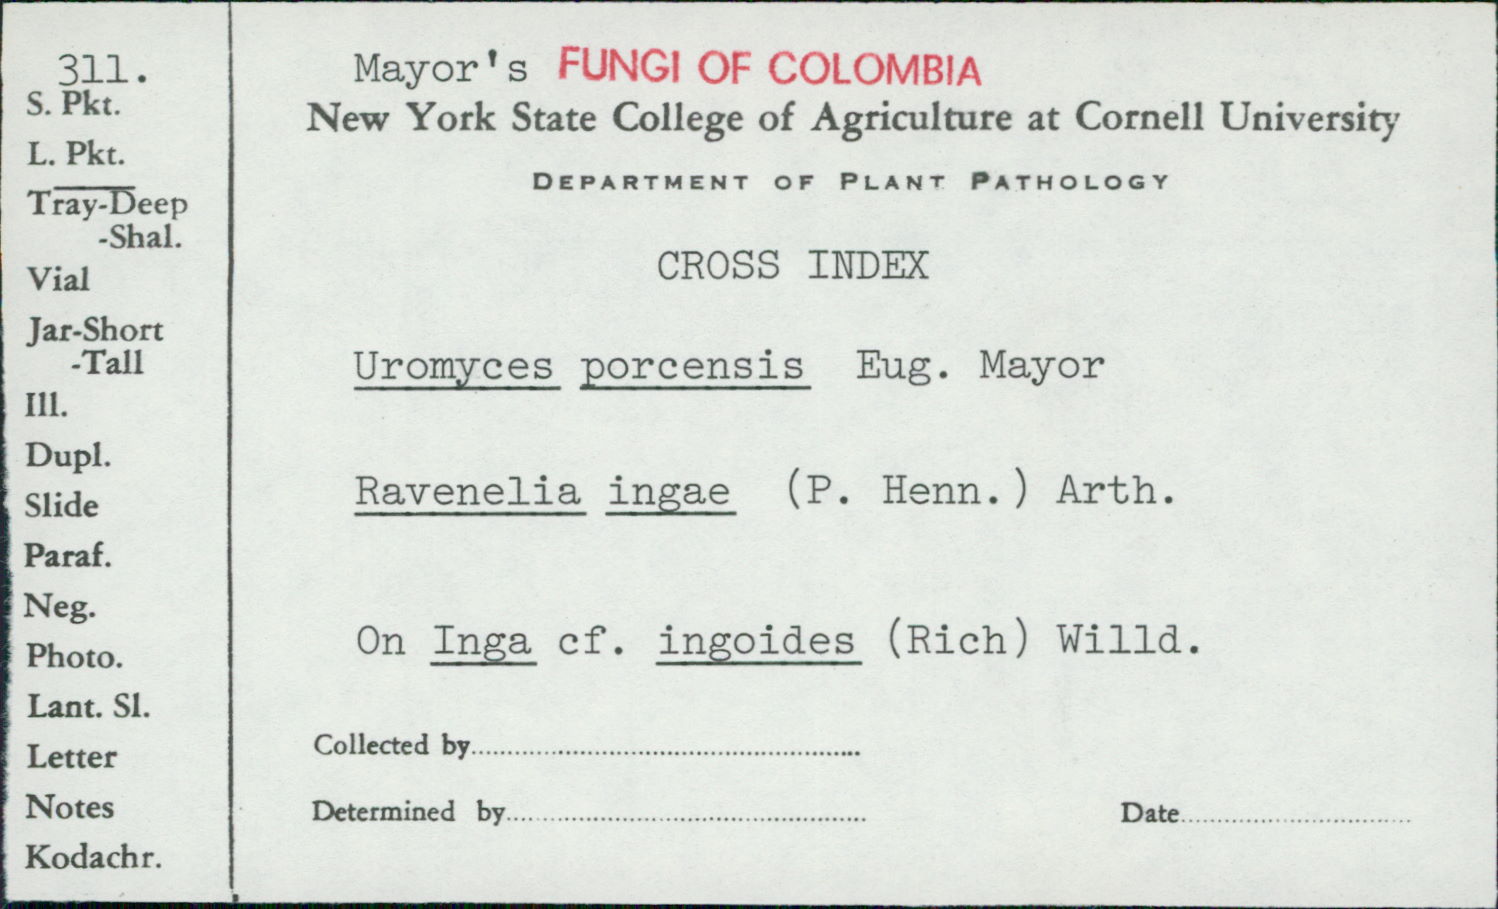 311.
S. Pkt.
L. Pkt.
Tray-Deep
-Shal.
Vial
Jar-Short
-Tall
Ill.
Dupl.
Slide
Paraf.
Neg.
Photo.
Lant. Sl.
Letter
Notes
Kodachr.
Mayor's FUNGI OF COLOMBIA
New York State College of Agriculture at Cornell University
DEPARTMENT OF PLANT PATHOLOGY
CROSS INDEX
Uromyces porcensis Eug. Mayor
Ravenelia ingae (P. Henn.) Arth.
On Inga cf. ingoides (Rich) Willd.
Collected by
Determined by Date